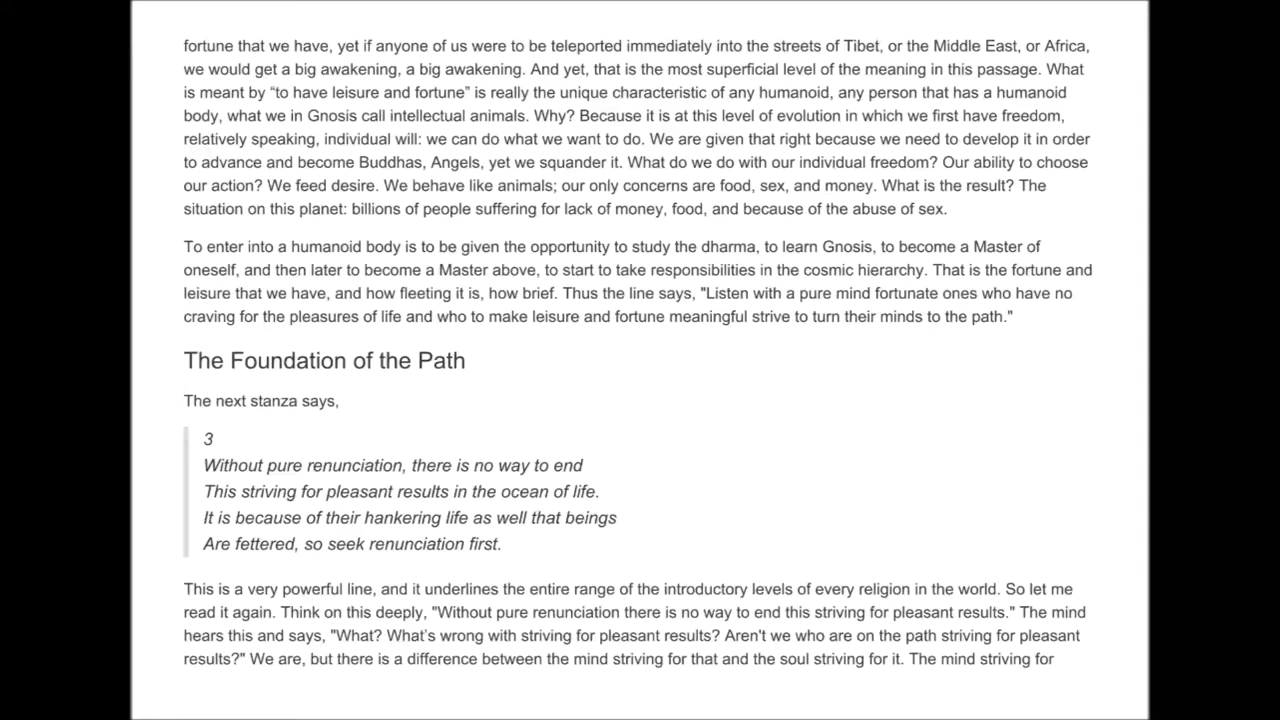 fortune that we have, yet if anyone of us were to be teleported immediately into the streets of Tibet, or the Middle East, or Africa,
we would get a big awakening, a big awakening. And yet, that is the most superficial level of the meaning in this passage. What
is meant by “to have leisure and fortune” is really the unique characteristic of any humanoid, any person that has a humanoid
body, what we in Gnosis call intellectual animals. Why? Because it is at this level of evolution in which we first have freedom,
relatively speaking, individual will: we can do what we want to do. We are given that right because we need to develop it in order
to advance and become Buddhas, Angels, yet we squander it. What do we do with our individual freedom? Our ability to choose
our action? We feed desire. We behave like animals; our only concerns are food, sex, and money. What is the result? The
situation on this planet: billions of people suffering for lack of money, food, and because of the abuse of sex.
To enter into a humanoid body is to be given the opportunity to study the dharma, to learn Gnosis, to become a Master of
oneself, and then later to become a Master above, to start to take responsibilities in the cosmic hierarchy. That is the fortune and
leisure that we have, and how fleeting it is, how brief. Thus the line says, "Listen with a pure mind fortunate ones who have no
craving for the pleasures of life and who to make leisure and fortune meaningful strive to turn their minds to the path."
The Foundation of the Path
The next stanza says,
3
Without pure renunciation, there is no way to end
This striving for pleasant results in the ocean of life.
It is because of their hankering life as well that beings
Are fettered, so seek renunciation first.
This is a very powerful line, and it underlines the entire range of the introductory levels of every religion in the world. So let me
read it again. Think on this deeply, "Without pure renunciation there is no way to end this striving for pleasant results." The mind
hears this and says, "What? What’s wrong with striving for pleasant results? Aren't we who are on the path striving for pleasant
results?" We are, but there is a difference between the mind striving for that and the soul striving for it. The mind striving for